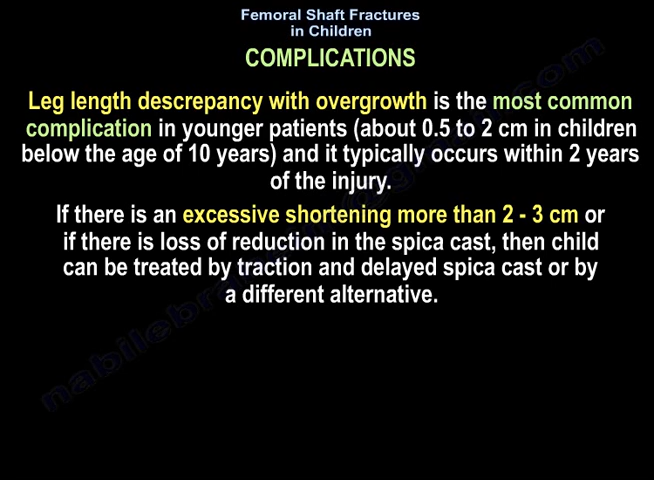 Femoral Shaft Fractures
in Children
COMPLICATIONS
Leg length descrepancy with overgrowth is the most common
complication in younger patients (about 0.5 to 2 cm in children
below the age of 10 years) and it typically occurs within 2 years
of the injury.
If there is an excessive shortening more than 2 - 3 cm or
if there is loss of reduction in the spica cast, then child
can be treated by traction and delayed spica cast or by
a different alternative.